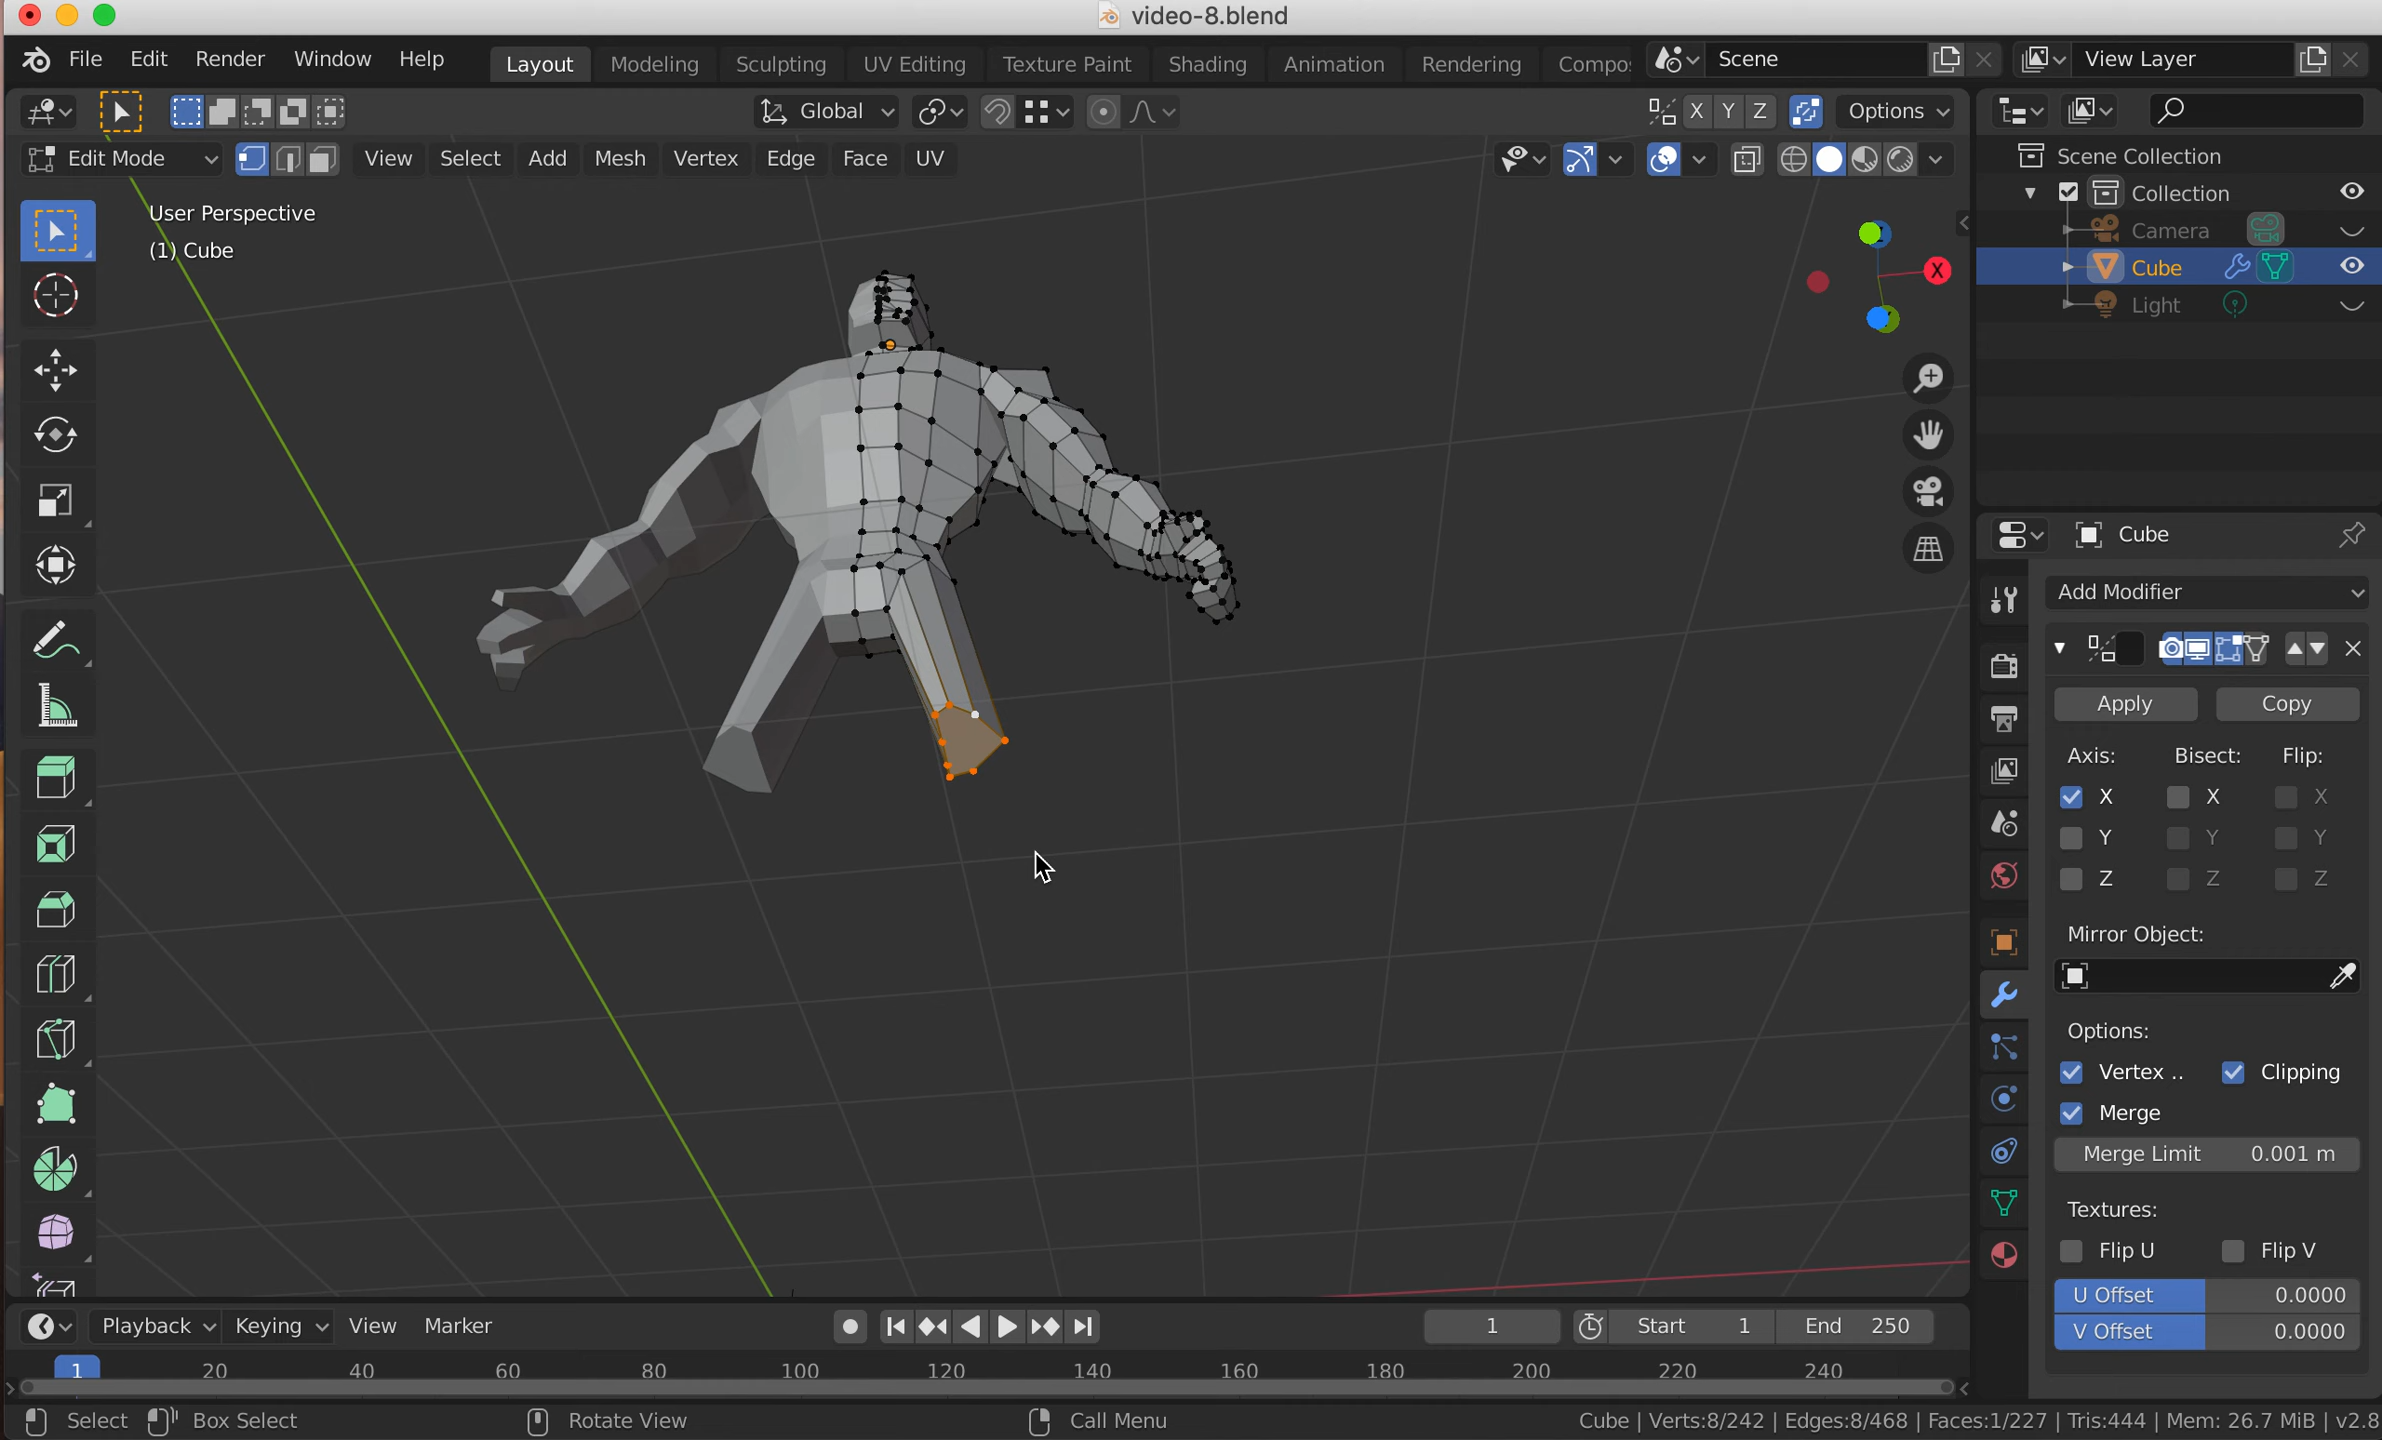 video-8.blend
File Edit Render Window Help Layout Modeling Sculpting UV Editing Texture Paint Shading Animation Rendering Compos Scene View Layer
Global X Y Z Options
Edit Mode View Select Add Mesh Vertex Edge Face UV
User Perspective
(1) Cube
X
Scene Collection
Collection
Camera
Cube
Light
Cube
Add Modifier
Apply Copy
Axis: Bisect: Flip:
X X X
Y Y Y
Z Z Z
Mirror Object:
Options:
Vertex .. Clipping
Merge
Merge Limit 0.001 m
Textures:
Flip U Flip V
U Offset 0.0000
V Offset 0.0000
Playback Keying View Marker 1 Start 1 End 250
1 20 40 60 80 100 120 140 160 180 200 220 240
Select Box Select Rotate View Call Menu Cube | Verts:8/242 | Edges:8/468 | Faces:1/227 | Tris:444 | Mem: 26.7 MiB | v2.8